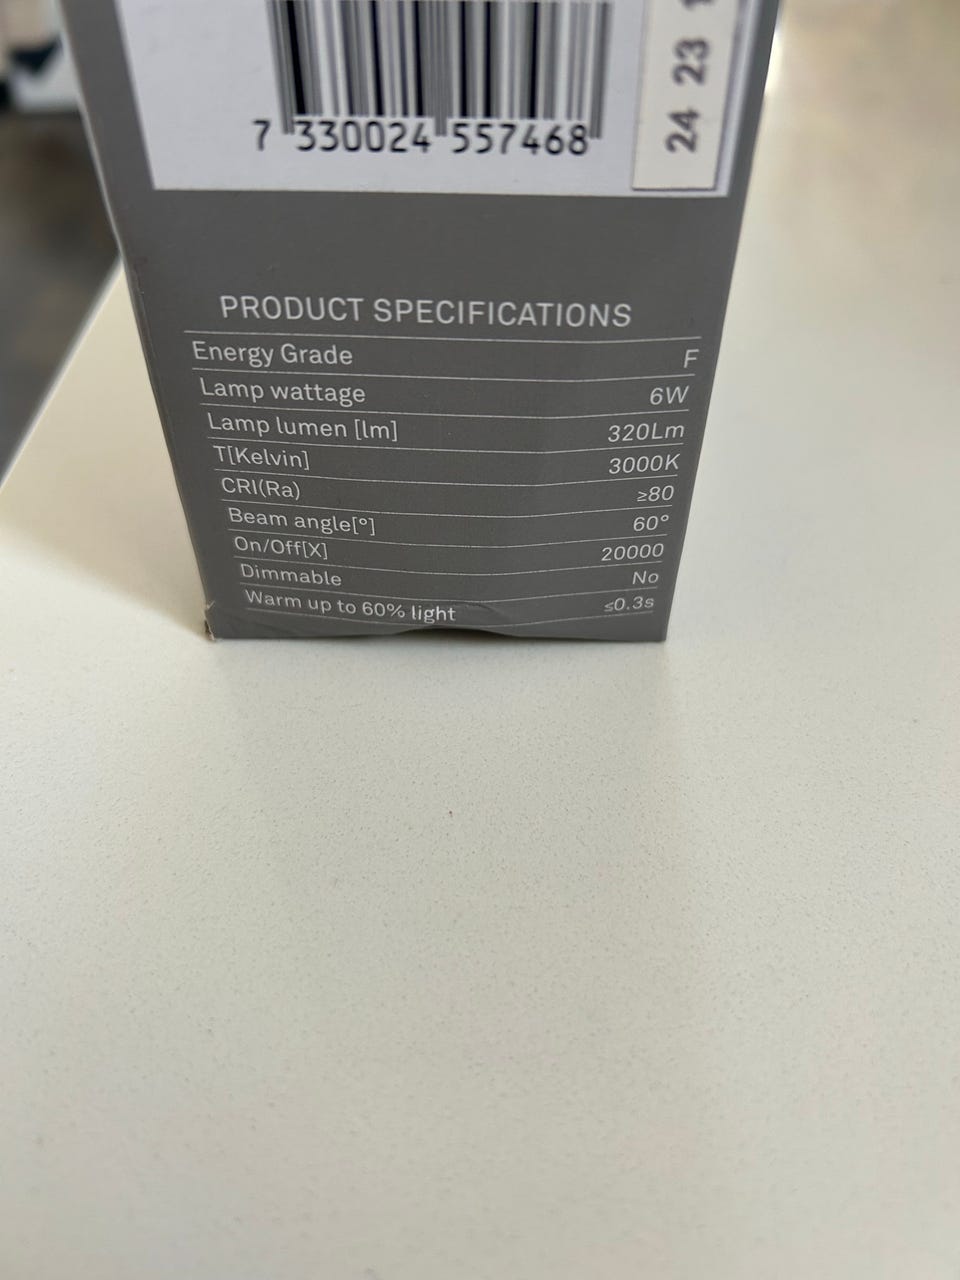 7 330024 557468
24 23
PRODUCT SPECIFICATIONS
Energy Grade F
Lamp wattage 6W
Lamp lumen [lm] 320Lm
T[Kelvin] 3000K
CRI(Ra) ≥80
Beam angle[°] 60°
On/Off[X] 20000
Dimmable No
Warm up to 60% light ≤0.3s